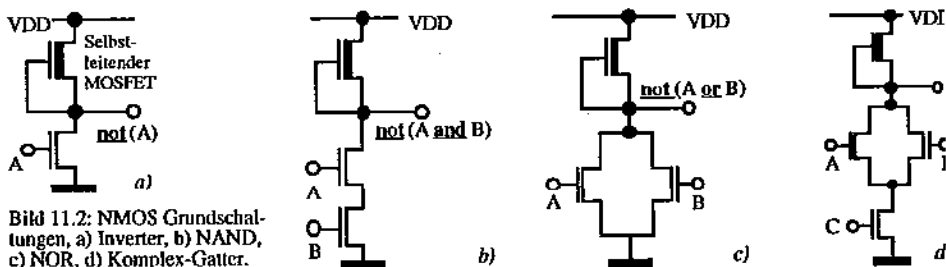 VDD
Selbst-
leitender
MOSFET
not(A)
A
a)
Bild 11.2: NMOS Grundschal-
tungen, a) Inverter, b) NAND,
c) NOR, d) Komplex-Gatter.
VDD
not(A and B)
A
B
b)
VDD
not(A or B)
A
B
c)
A
C
d